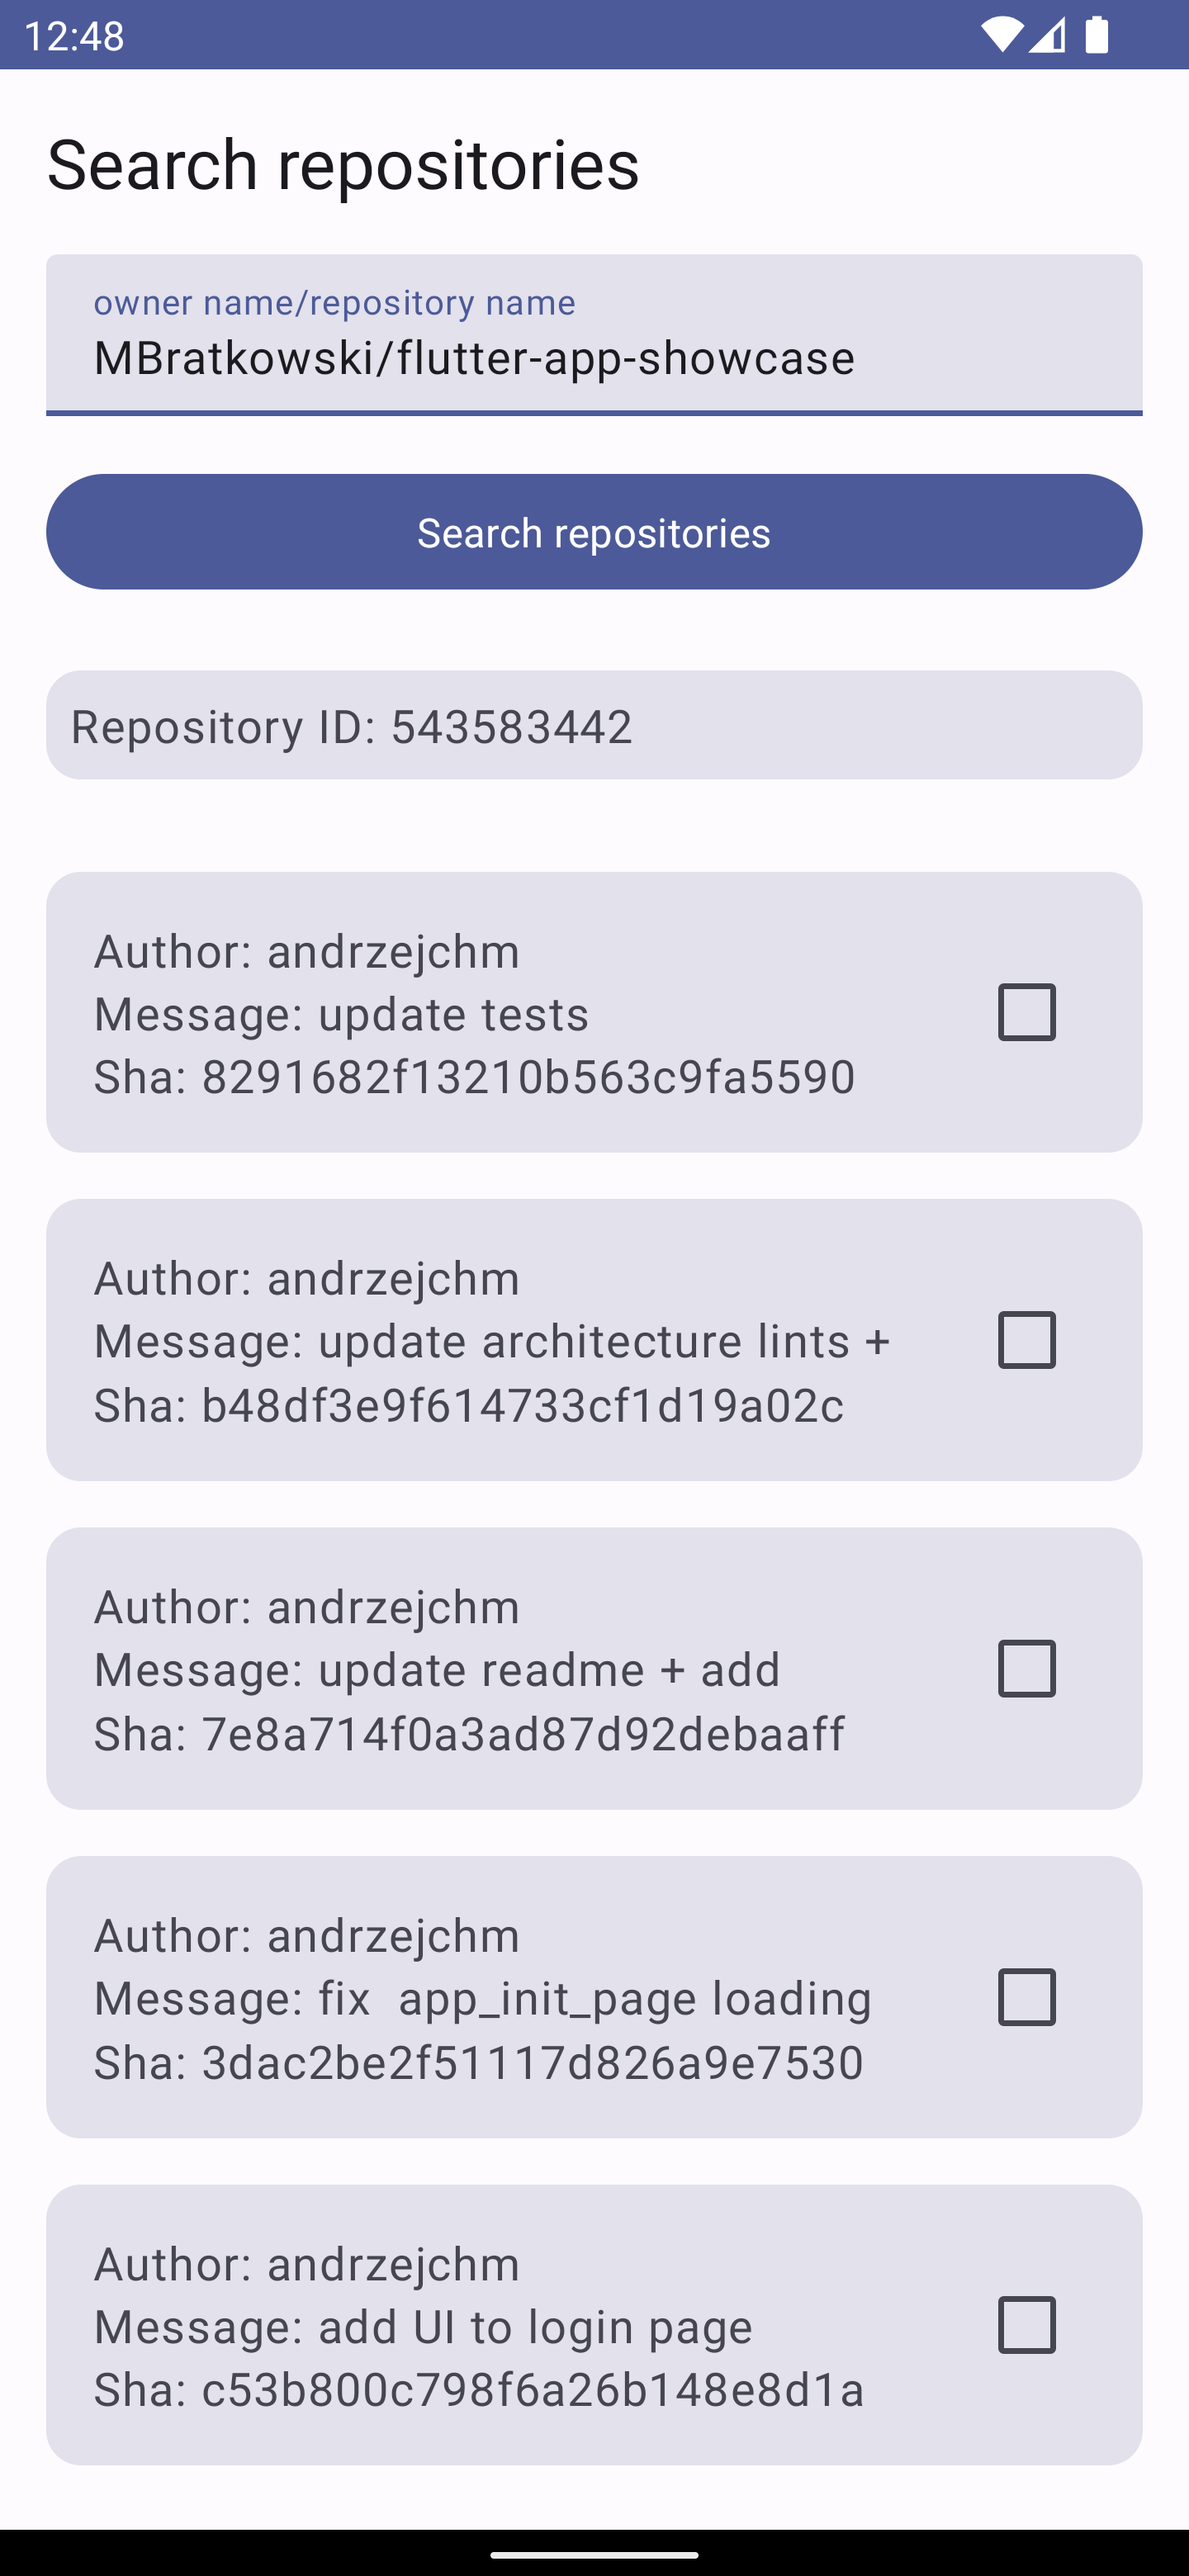 12:48
Search repositories
owner name/repository name
MBratkowski/flutter-app-showcase
Search repositories
Repository ID: 543583442
Author: andrzejchm
Message: update tests
Sha: 8291682f13210b563c9fa5590
Author: andrzejchm
Message: update architecture lints +
Sha: b48df3e9f614733cf1d19a02c
Author: andrzejchm
Message: update readme + add
Sha: 7e8a714f0a3ad87d92debaaff
Author: andrzejchm
Message: fix  app_init_page loading
Sha: 3dac2be2f51117d826a9e7530
Author: andrzejchm
Message: add UI to login page
Sha: c53b800c798f6a26b148e8d1a